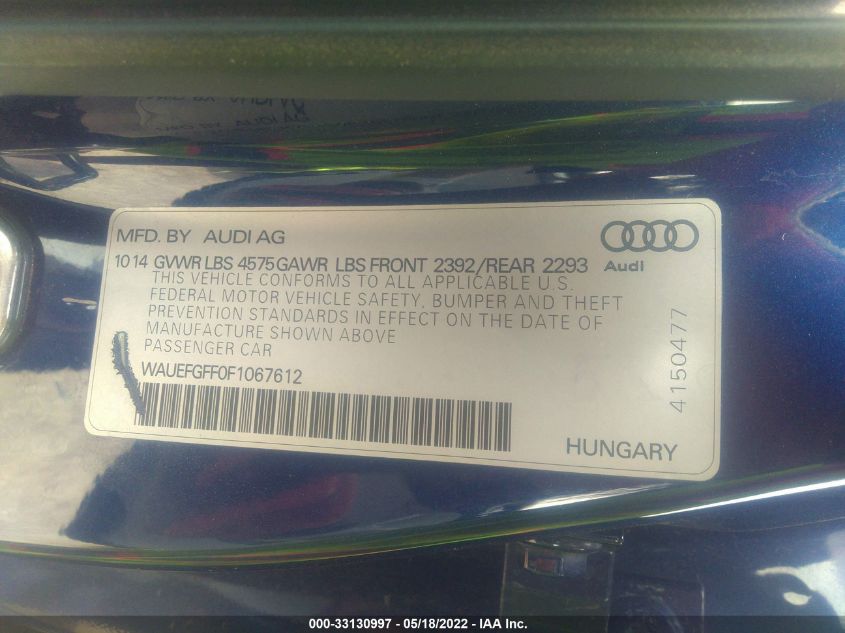 MFD. BY AUDI AG
Audi
10 14 GVWR LBS 4575 GAWR LBS FRONT 2392/REAR 2293
THIS VEHICLE CONFORMS TO ALL APPLICABLE U.S.
FEDERAL MOTOR VEHICLE SAFETY, BUMPER AND THEFT
PREVENTION STANDARDS IN EFFECT ON THE DATE OF
MANUFACTURE SHOWN ABOVE
PASSENGER CAR
WAUEFGFF0F1067612
4150477
HUNGARY
000-33130997 - 05/18/2022 - IAA Inc.